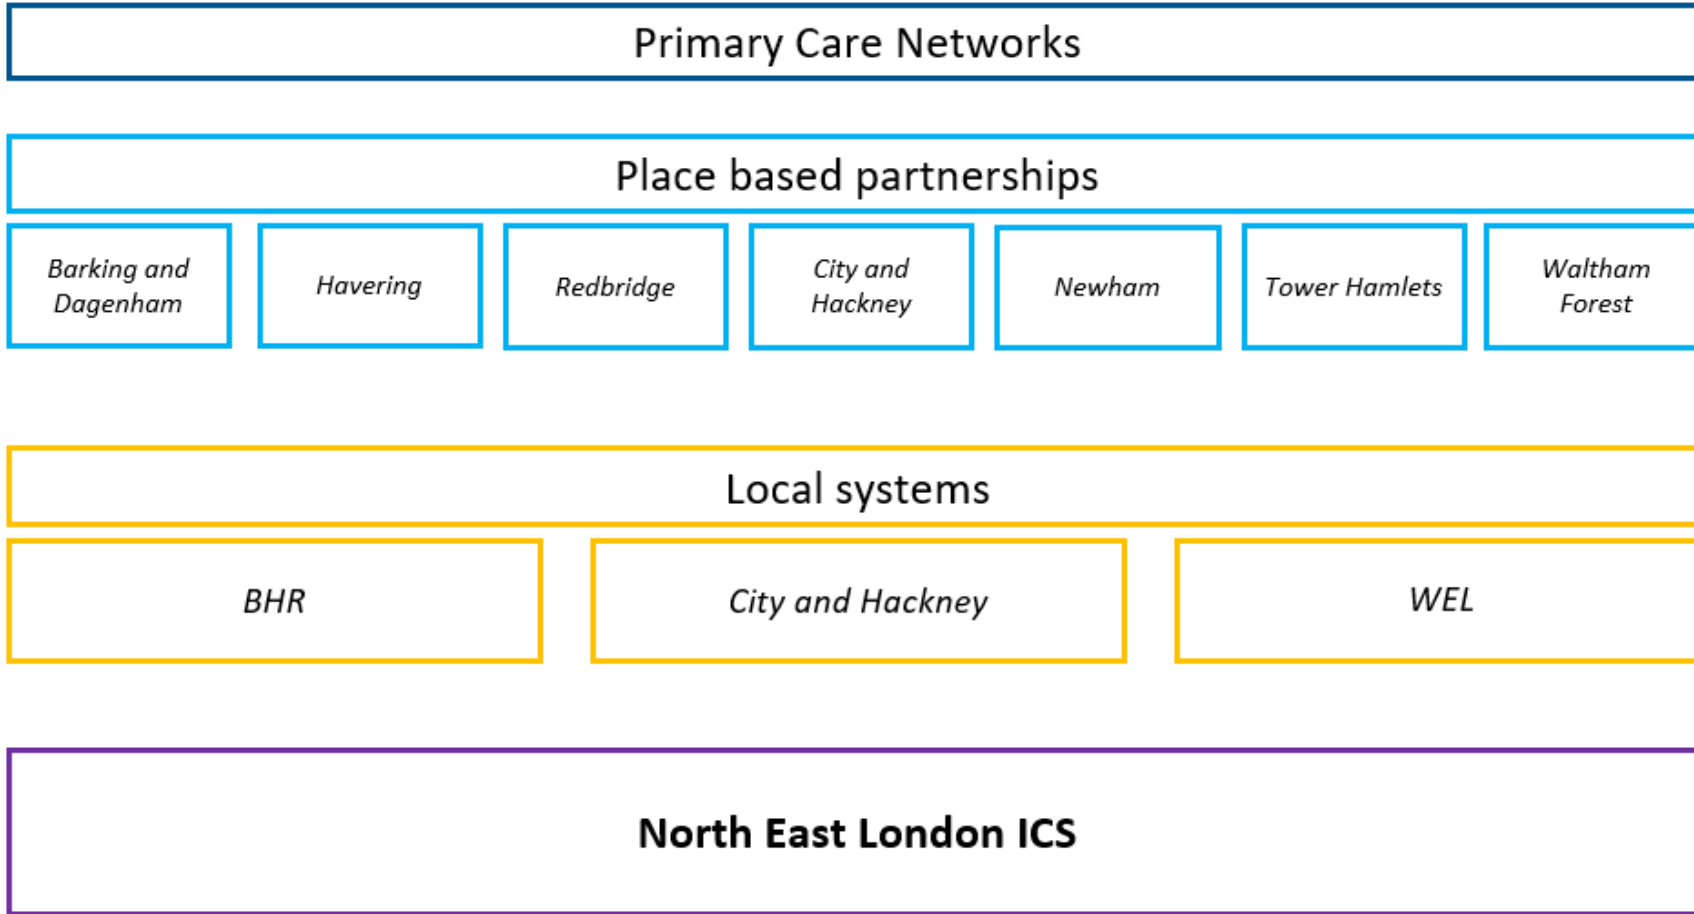 Primary Care Networks
Place based partnerships
Barking and
Dagenham
Havering
Redbridge
City and
Hackney
Newham
Tower Hamlets
Waltham
Forest
Local systems
BHR
City and Hackney
WEL
North East London ICS